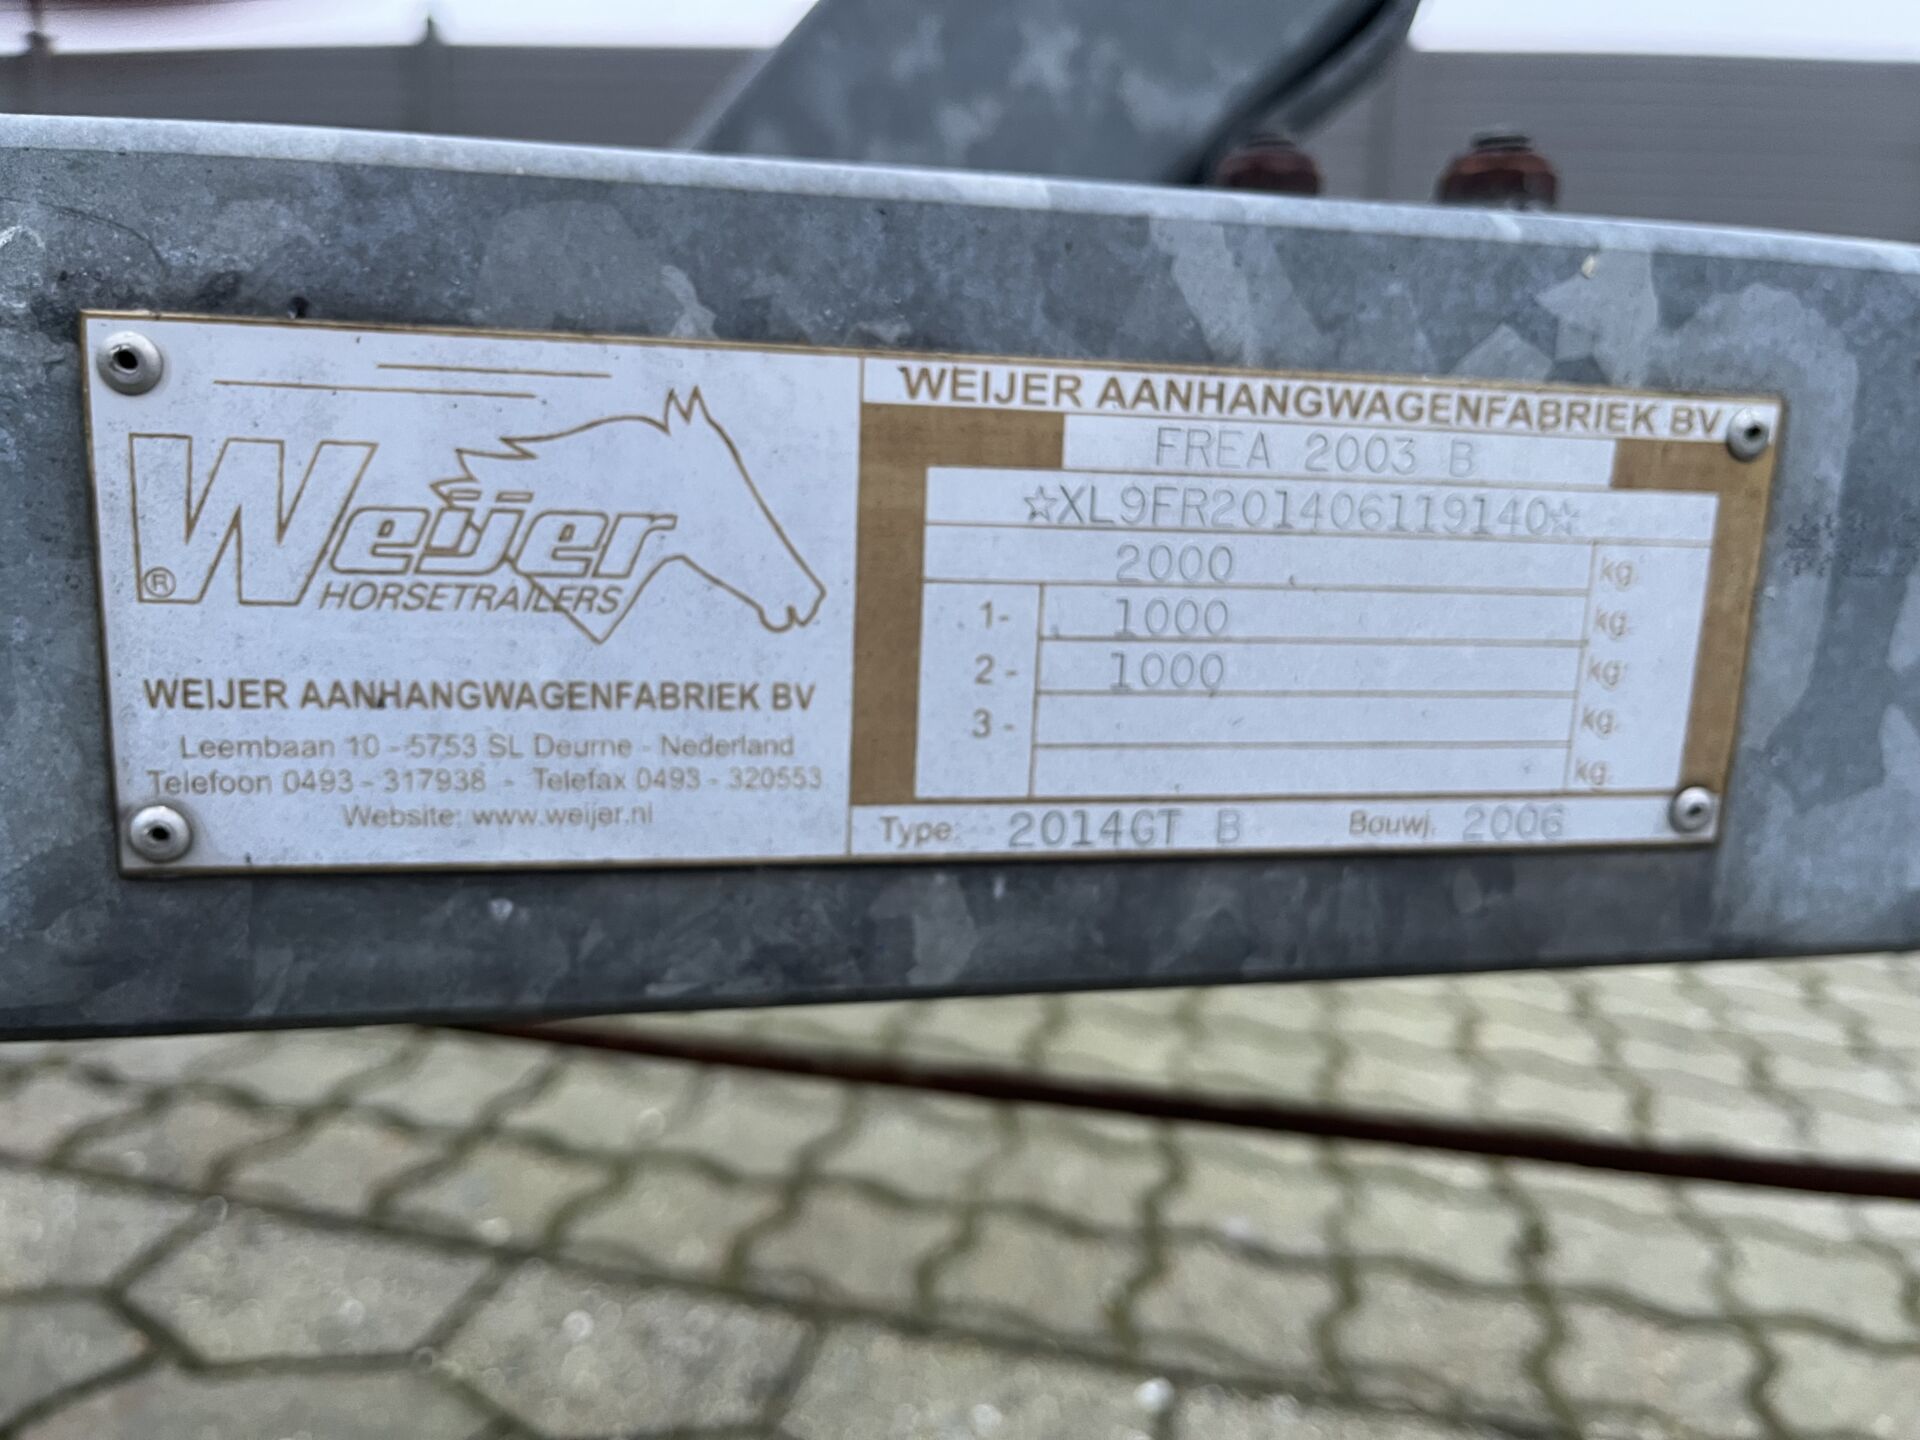 Weijer
® HORSETRAILERS
WEIJER AANHANGWAGENFABRIEK BV
Leembaan 10 - 5753 SL Deurne - Nederland
Telefoon 0493 - 317938 - Telefax 0493 - 320553
Website: www.weijer.nl
WEIJER AANHANGWAGENFABRIEK BV
FREA 2003 B
☆XL9FR201406119140☆
2000 kg.
1- 1000 kg.
2- 1000 kg.
3- kg.
kg.
Type: 2014GT B Bouwj. 2006